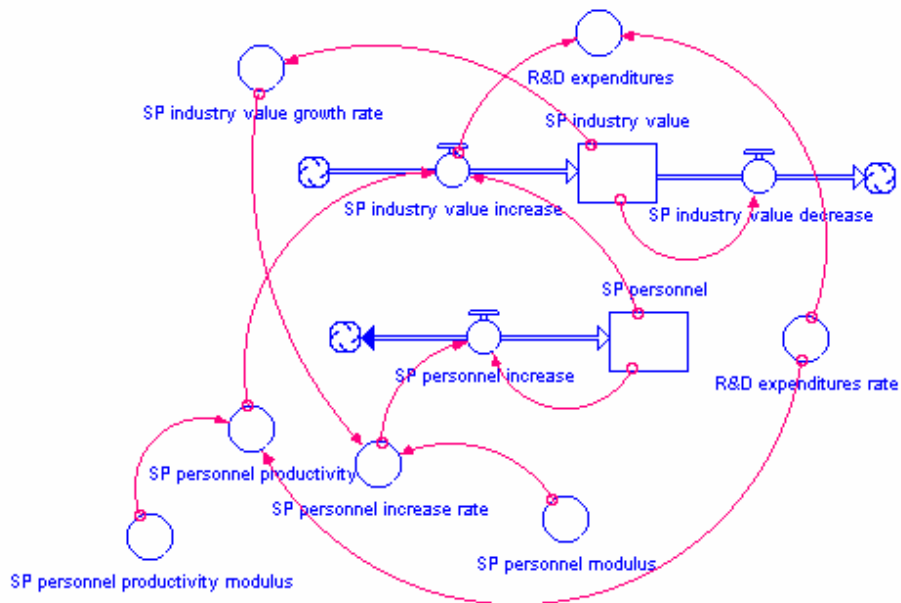 R&D expenditures
SP industry value growth rate
SP industry value
SP industry value increase
SP industry value decrease
SP personnel
SP personnel increase
R&D expenditures rate
SP personnel productivity
SP personnel increase rate
SP personnel modulus
SP personnel productivity modulus